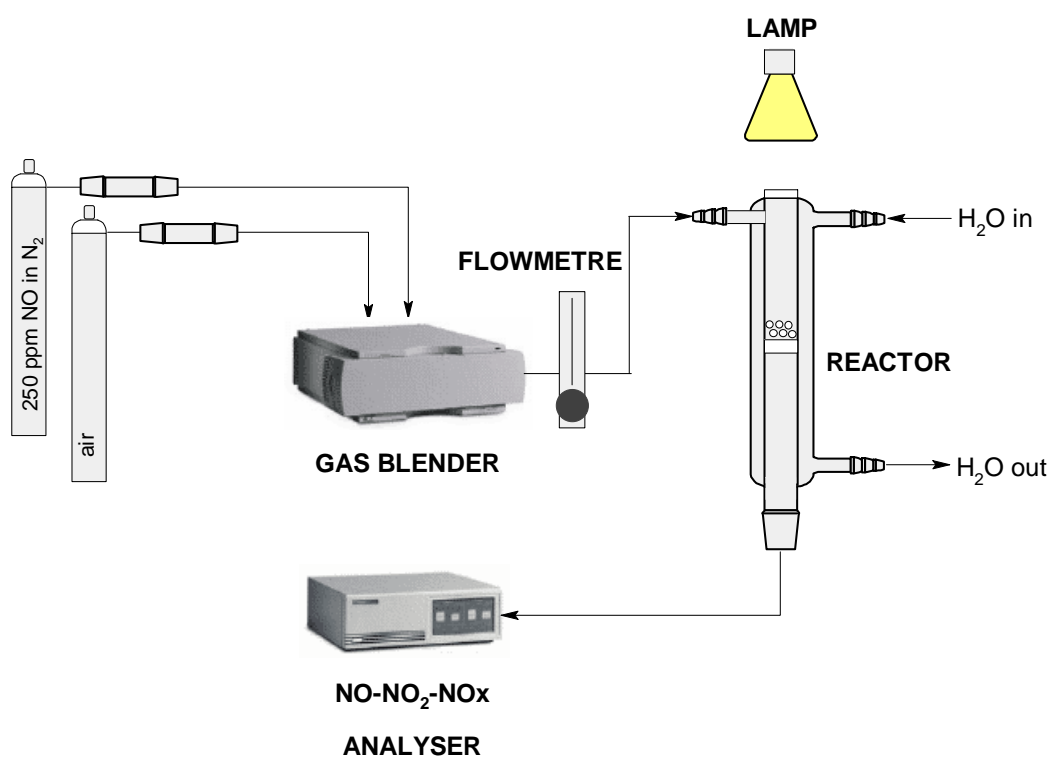 LAMP
250 ppm NO in N₂
air
FLOWMETRE
H₂O in
REACTOR
GAS BLENDER
H₂O out
NO-NO₂-NOx
ANALYSER